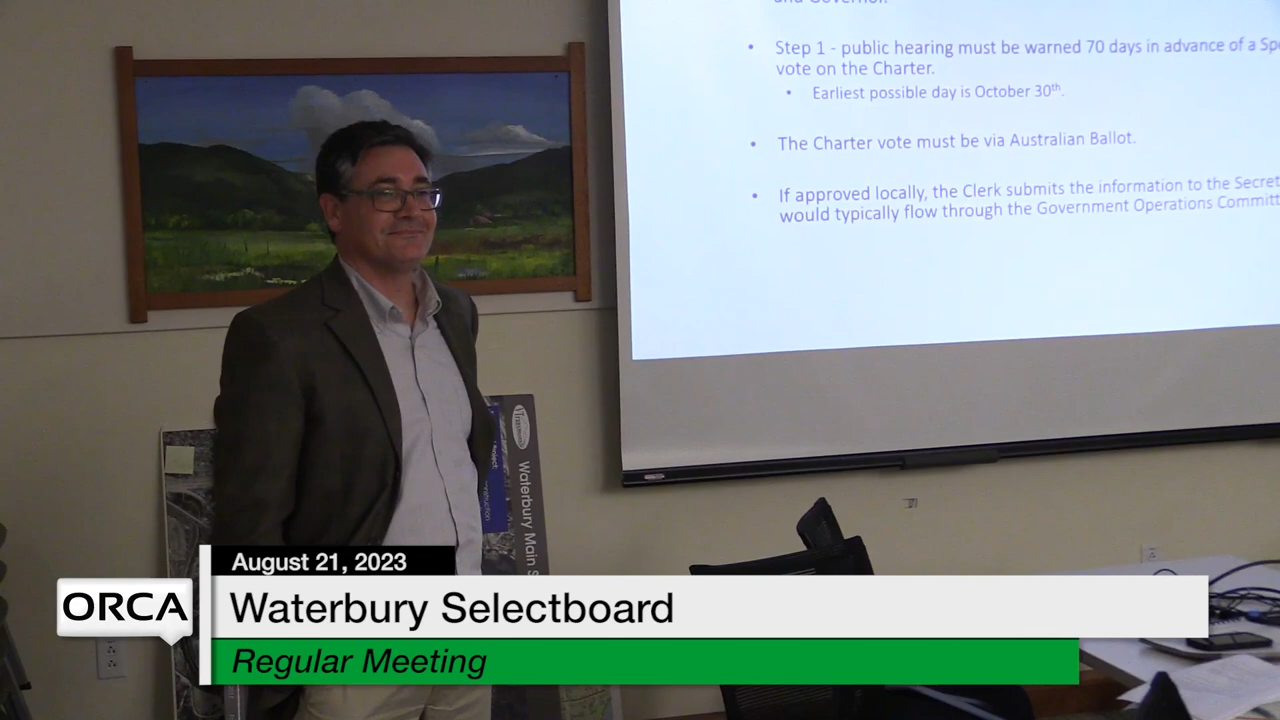 and Governor.
• Step 1 - public hearing must be warned 70 days in advance of a
vote on the Charter.
• Earliest possible day is October 30th.
• The Charter vote must be via Australian Ballot.
• If approved locally, the Clerk submits the information to the
would typically flow through the Government Operations
Waterbury Main
August 21, 2023
ORCA
Waterbury Selectboard
Regular Meeting